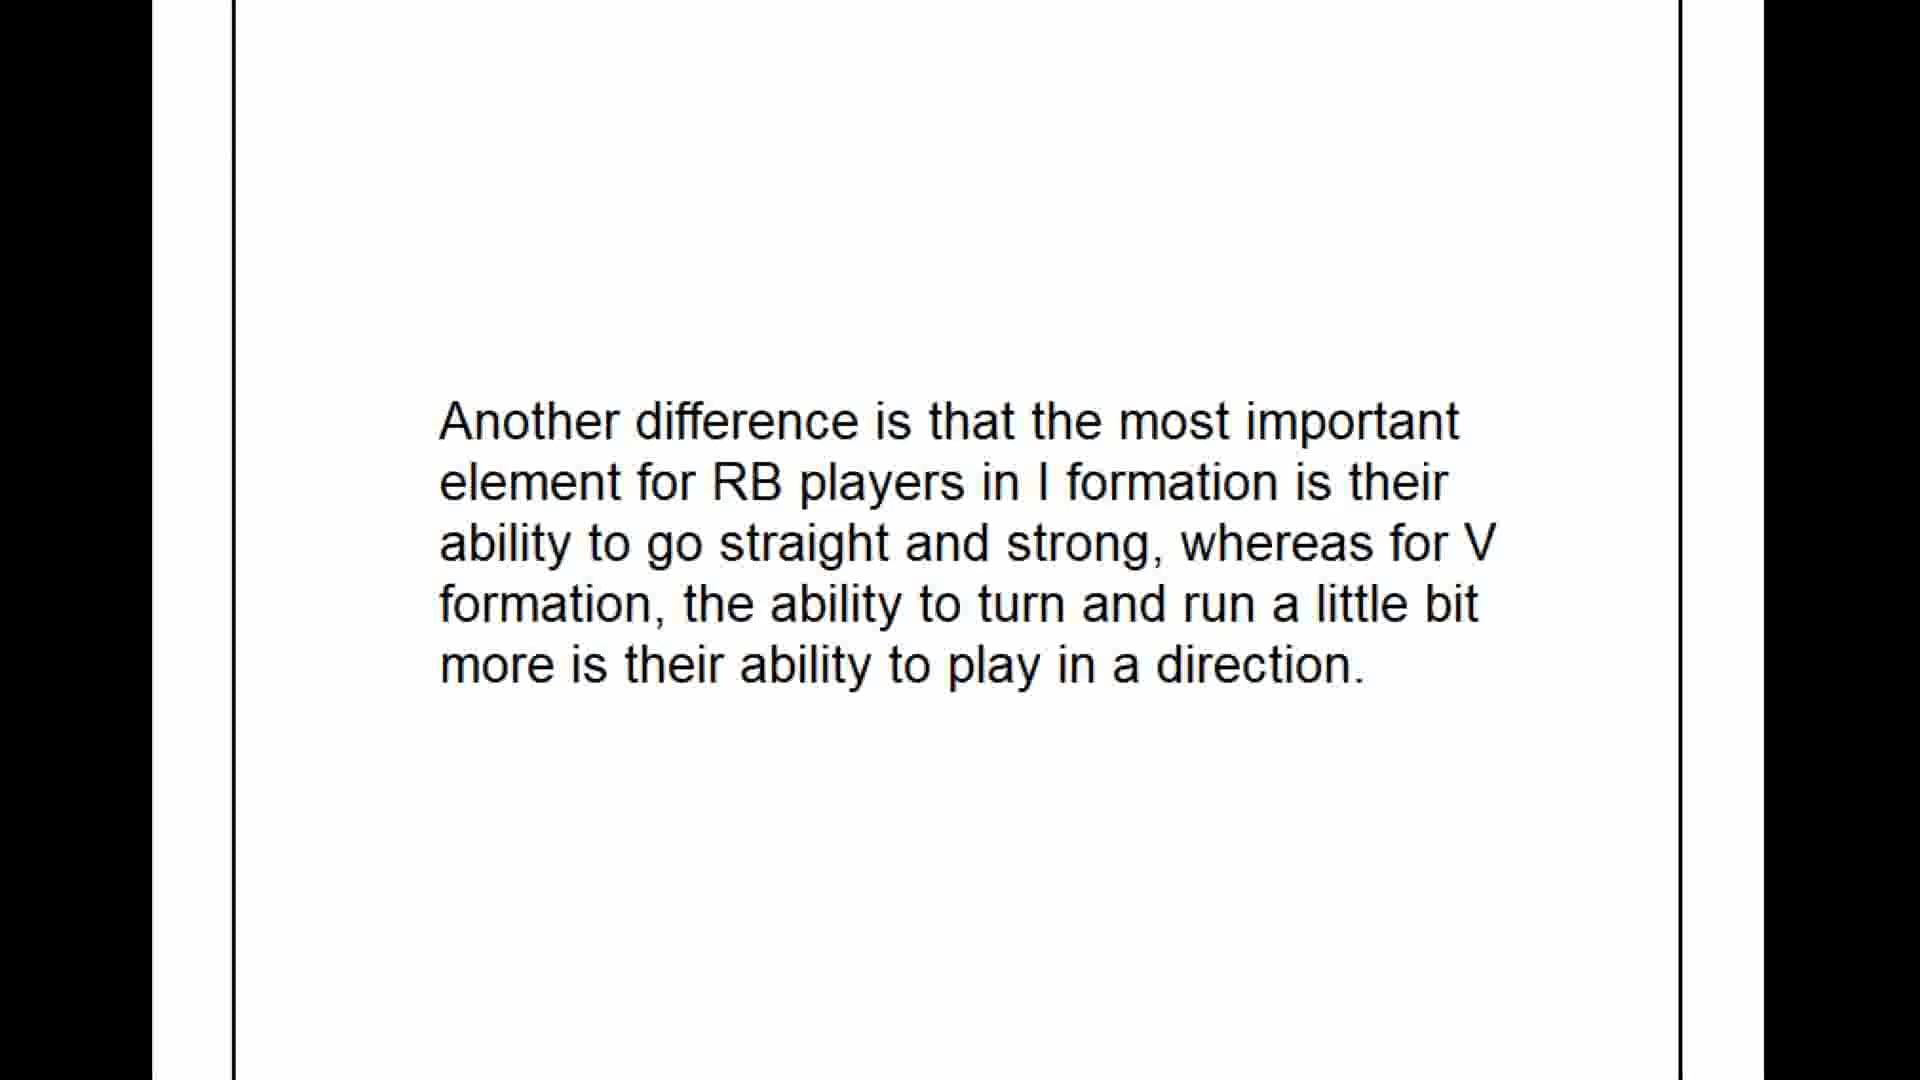 Another difference is that the most important
element for RB players in I formation is their
ability to go straight and strong, whereas for V
formation, the ability to turn and run a little bit
more is their ability to play in a direction.